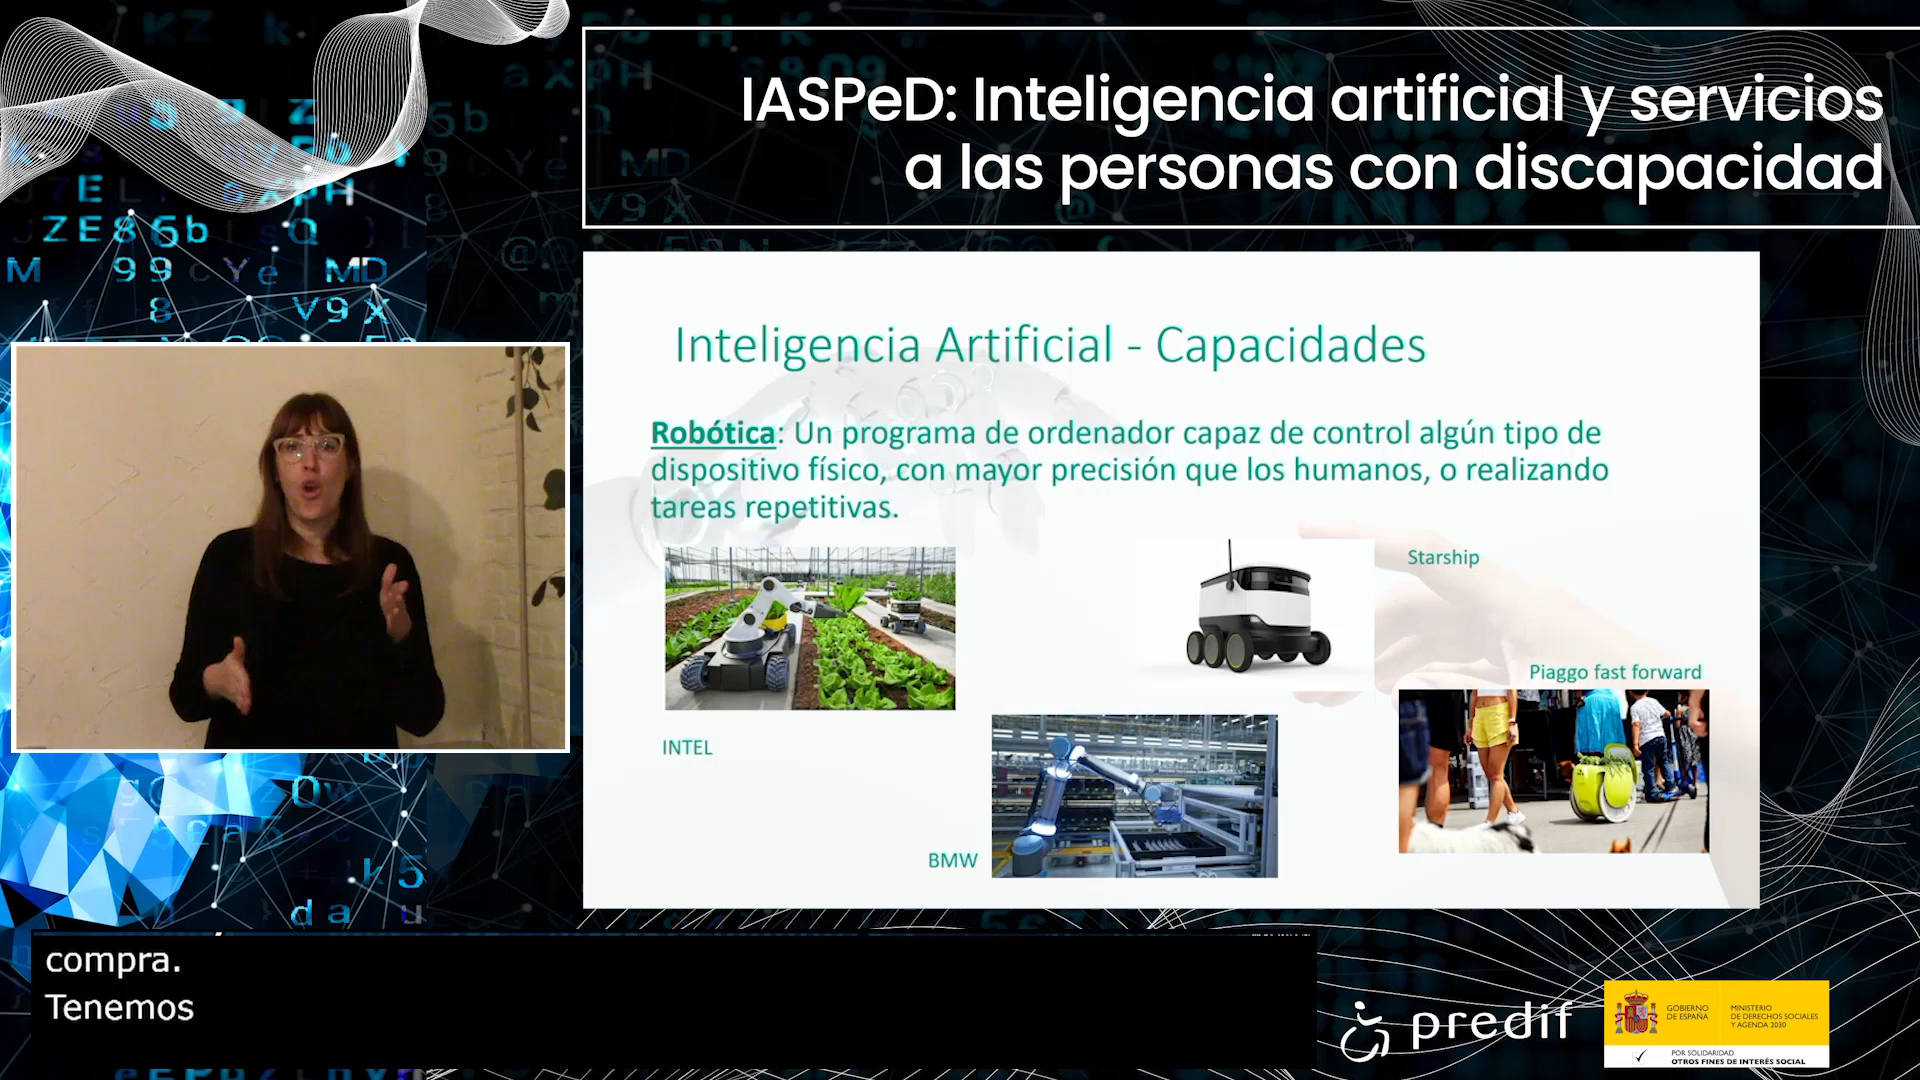 IASPeD: Inteligencia artificial y servicios
a las personas con discapacidad
Inteligencia Artificial - Capacidades
Robótica: Un programa de ordenador capaz de control algún tipo de
dispositivo físico, con mayor precisión que los humanos, o realizando
tareas repetitivas.
Starship
Piaggo fast forward
INTEL
BMW
compra.
Tenemos
predif
GOBIERNO
DE ESPAÑA
MINISTERIO
DE DERECHOS SOCIALES
Y AGENDA 2030
POR SOLIDARIDAD
OTROS FINES DE INTERÉS SOCIAL